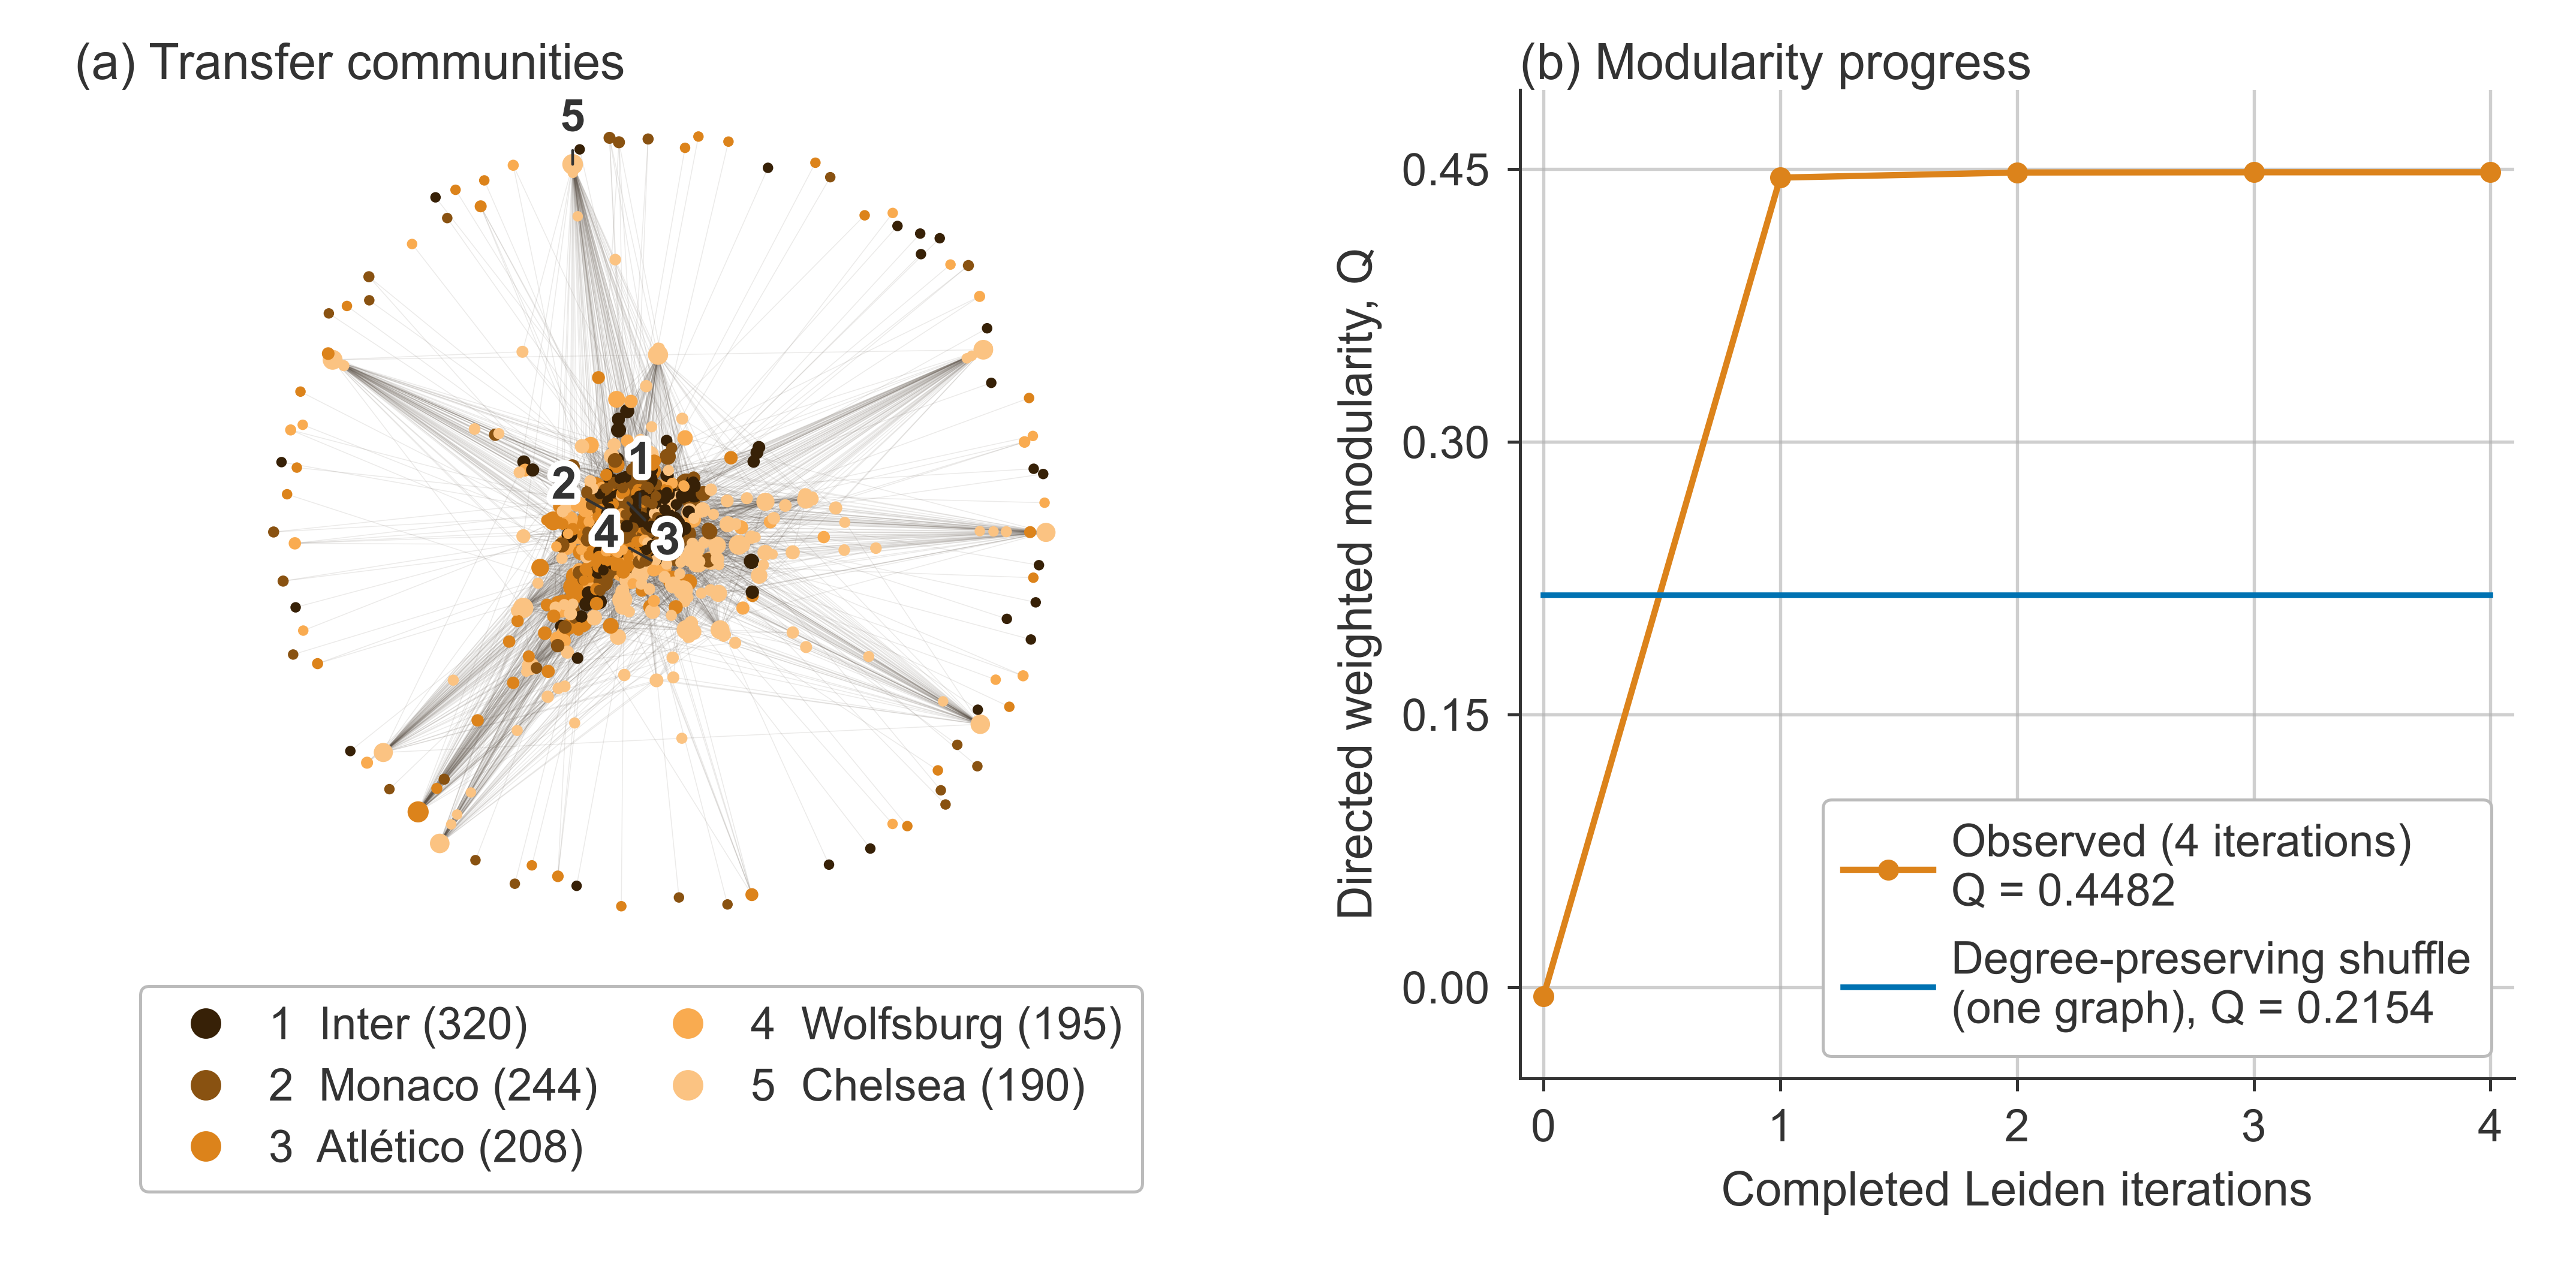 (a) Transfer communities
5
1
2
4
3
1 Inter (320)
2 Monaco (244)
3 Atlético (208)
4 Wolfsburg (195)
5 Chelsea (190)
(b) Modularity progress
Directed weighted modularity, Q
0.45
0.30
0.15
0.00
Observed (4 iterations)
Q = 0.4482
Degree-preserving shuffle
(one graph), Q = 0.2154
0 1 2 3 4
Completed Leiden iterations